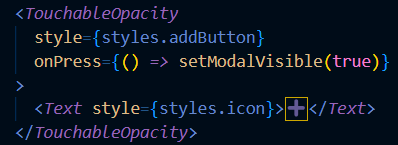 <TouchableOpacity
style={styles.addButton}
onPress={() => setModalVisible(true)}
>
<Text style={styles.icon}>➕</Text>
</TouchableOpacity>